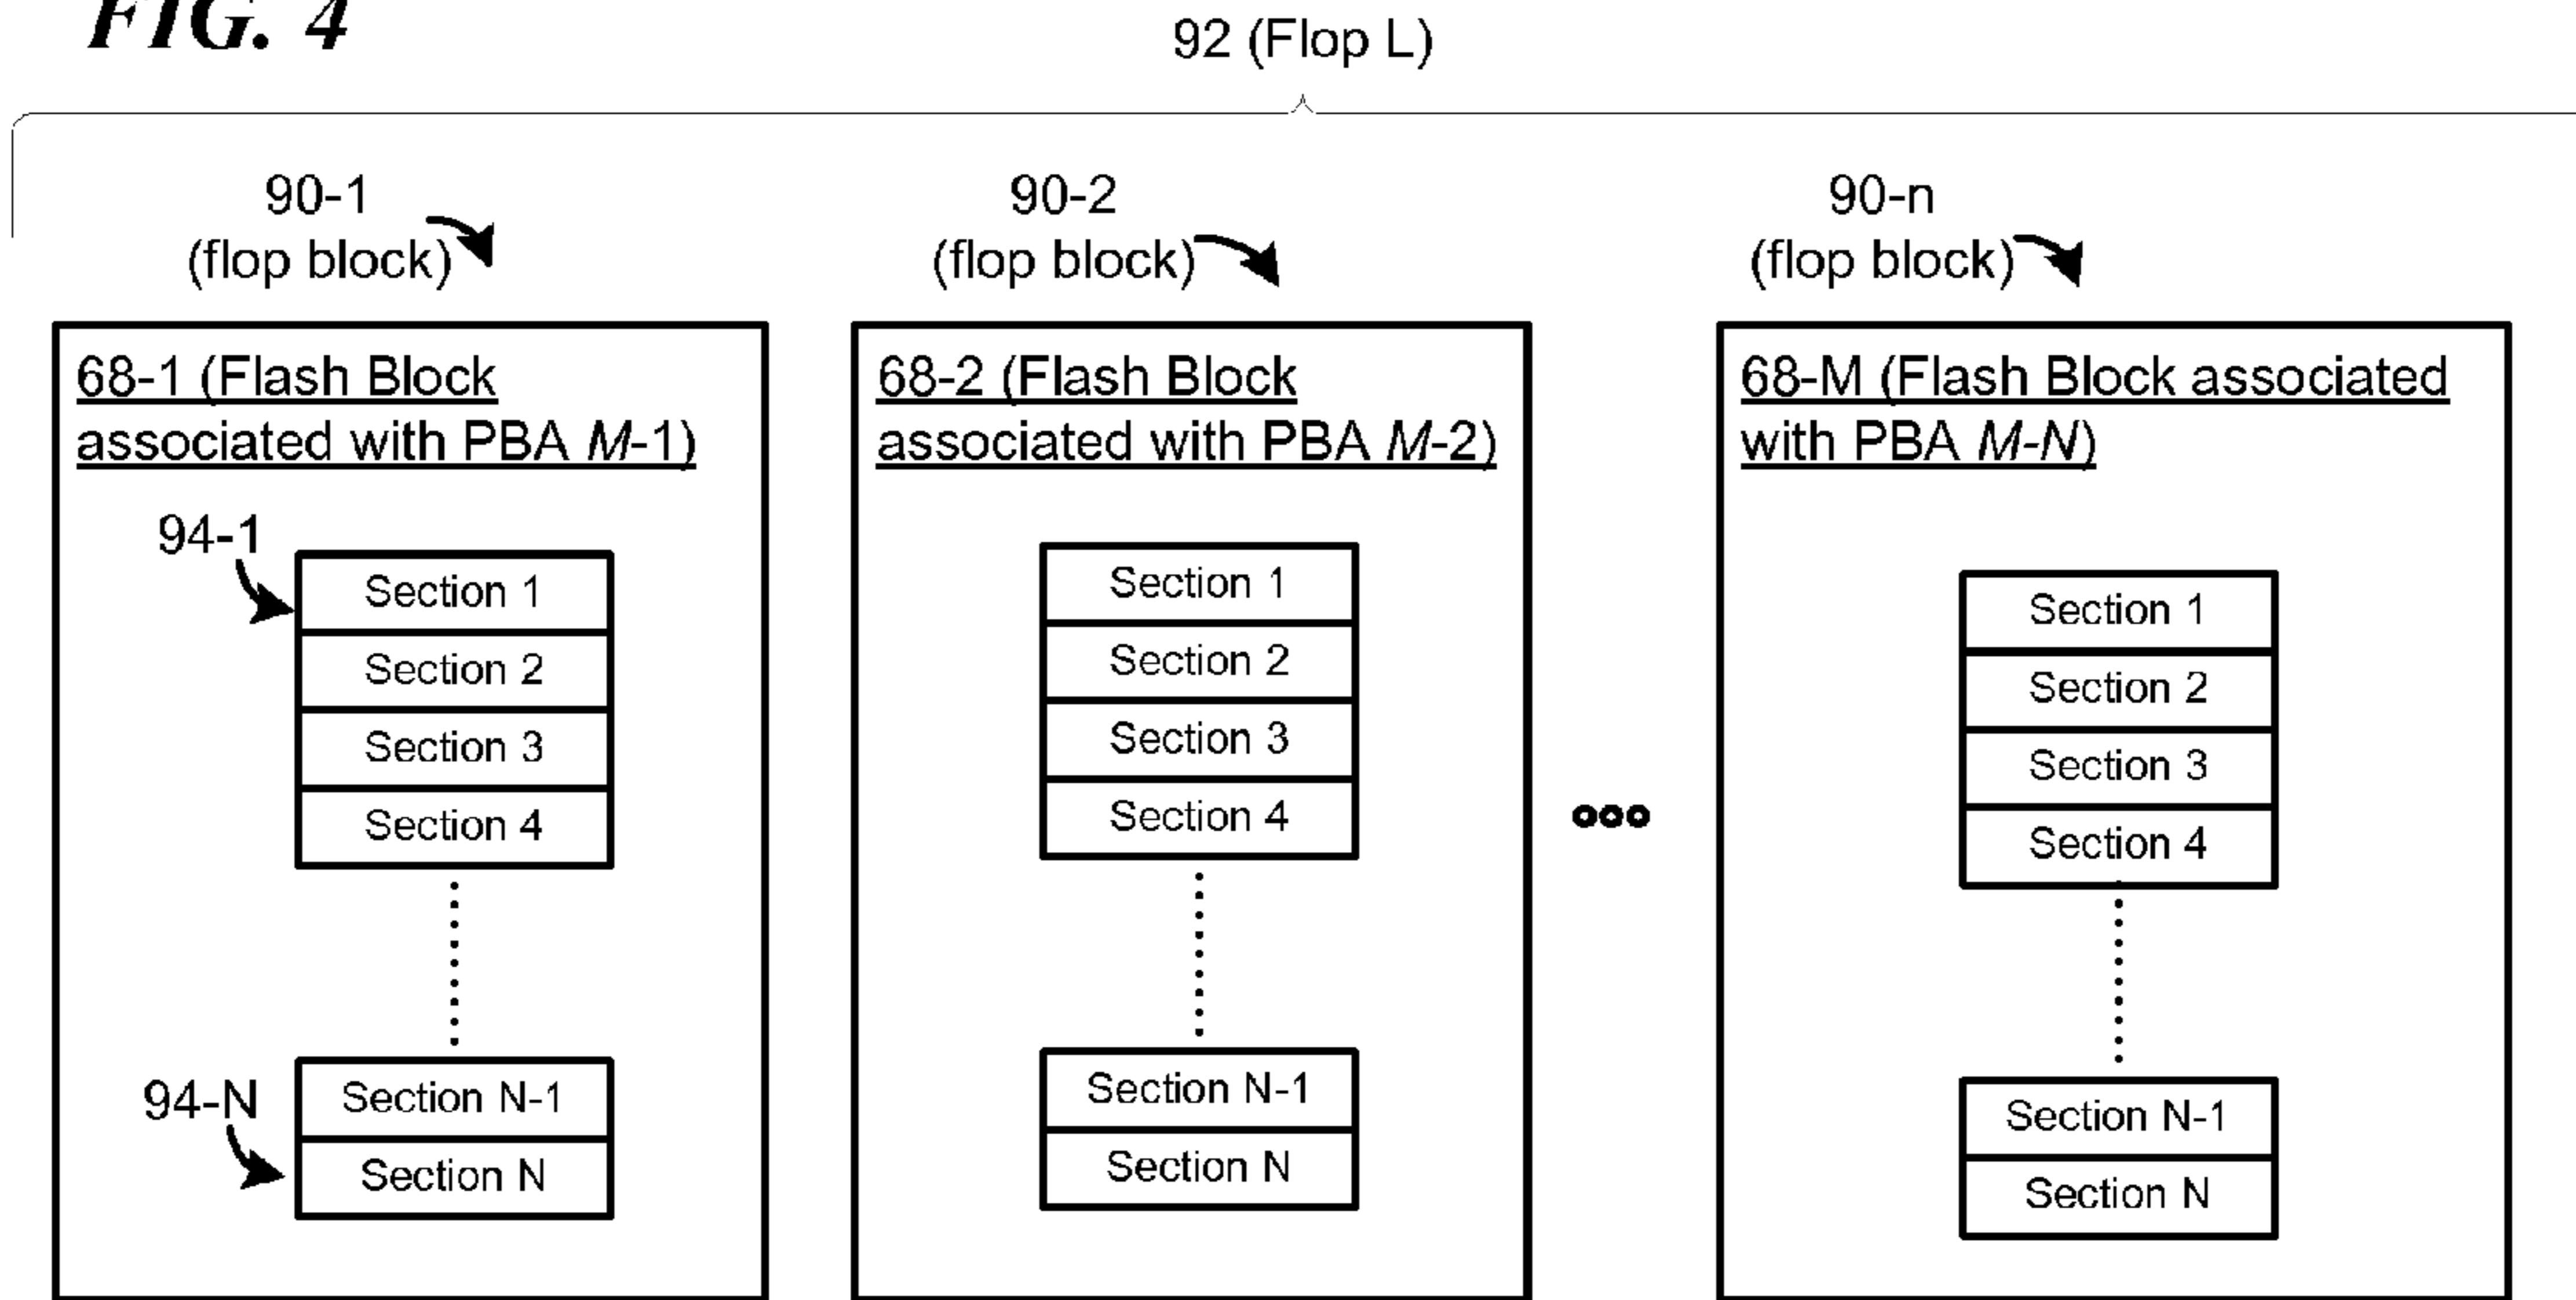 FIG. 4
92 (Flop L)
90-1
(flop block)
90-2
(flop block)
90-n
(flop block)
68-1 (Flash Block
associated with PBA M-1)
94-1
Section 1
Section 2
Section 3
Section 4
94-N
Section N-1
Section N
68-2 (Flash Block
associated with PBA M-2)
Section 1
Section 2
Section 3
Section 4
Section N-1
Section N
68-M (Flash Block associated
with PBA M-N)
Section 1
Section 2
Section 3
Section 4
Section N-1
Section N